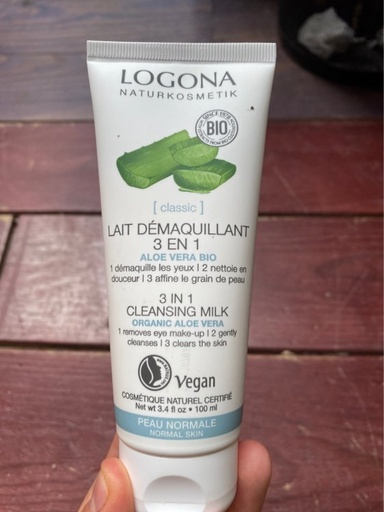 LOGONA
NATURKOSMETIK
BIO
[ classic ]
LAIT DÉMAQUILLANT
3 EN 1
ALOE VERA BIO
1 démaquille les yeux | 2 nettoie en
douceur | 3 affine le grain de peau
3 IN 1
CLEANSING MILK
ORGANIC ALOE VERA
1 removes eye make-up | 2 gently
cleanses | 3 clears the skin
Vegan
COSMÉTIQUE NATUREL CERTIFIÉ
Net wt 3.4 fl oz • 100 ml
PEAU NORMALE
NORMAL SKIN